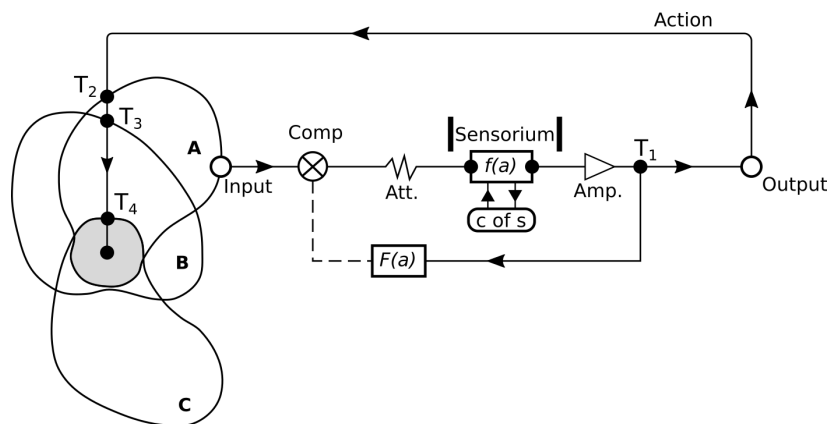 Action
T₂
T₃
A
Comp
Sensorium
T₁
Input
Att.
f(a)
Amp.
Output
T₄
c of s
B
F(a)
C